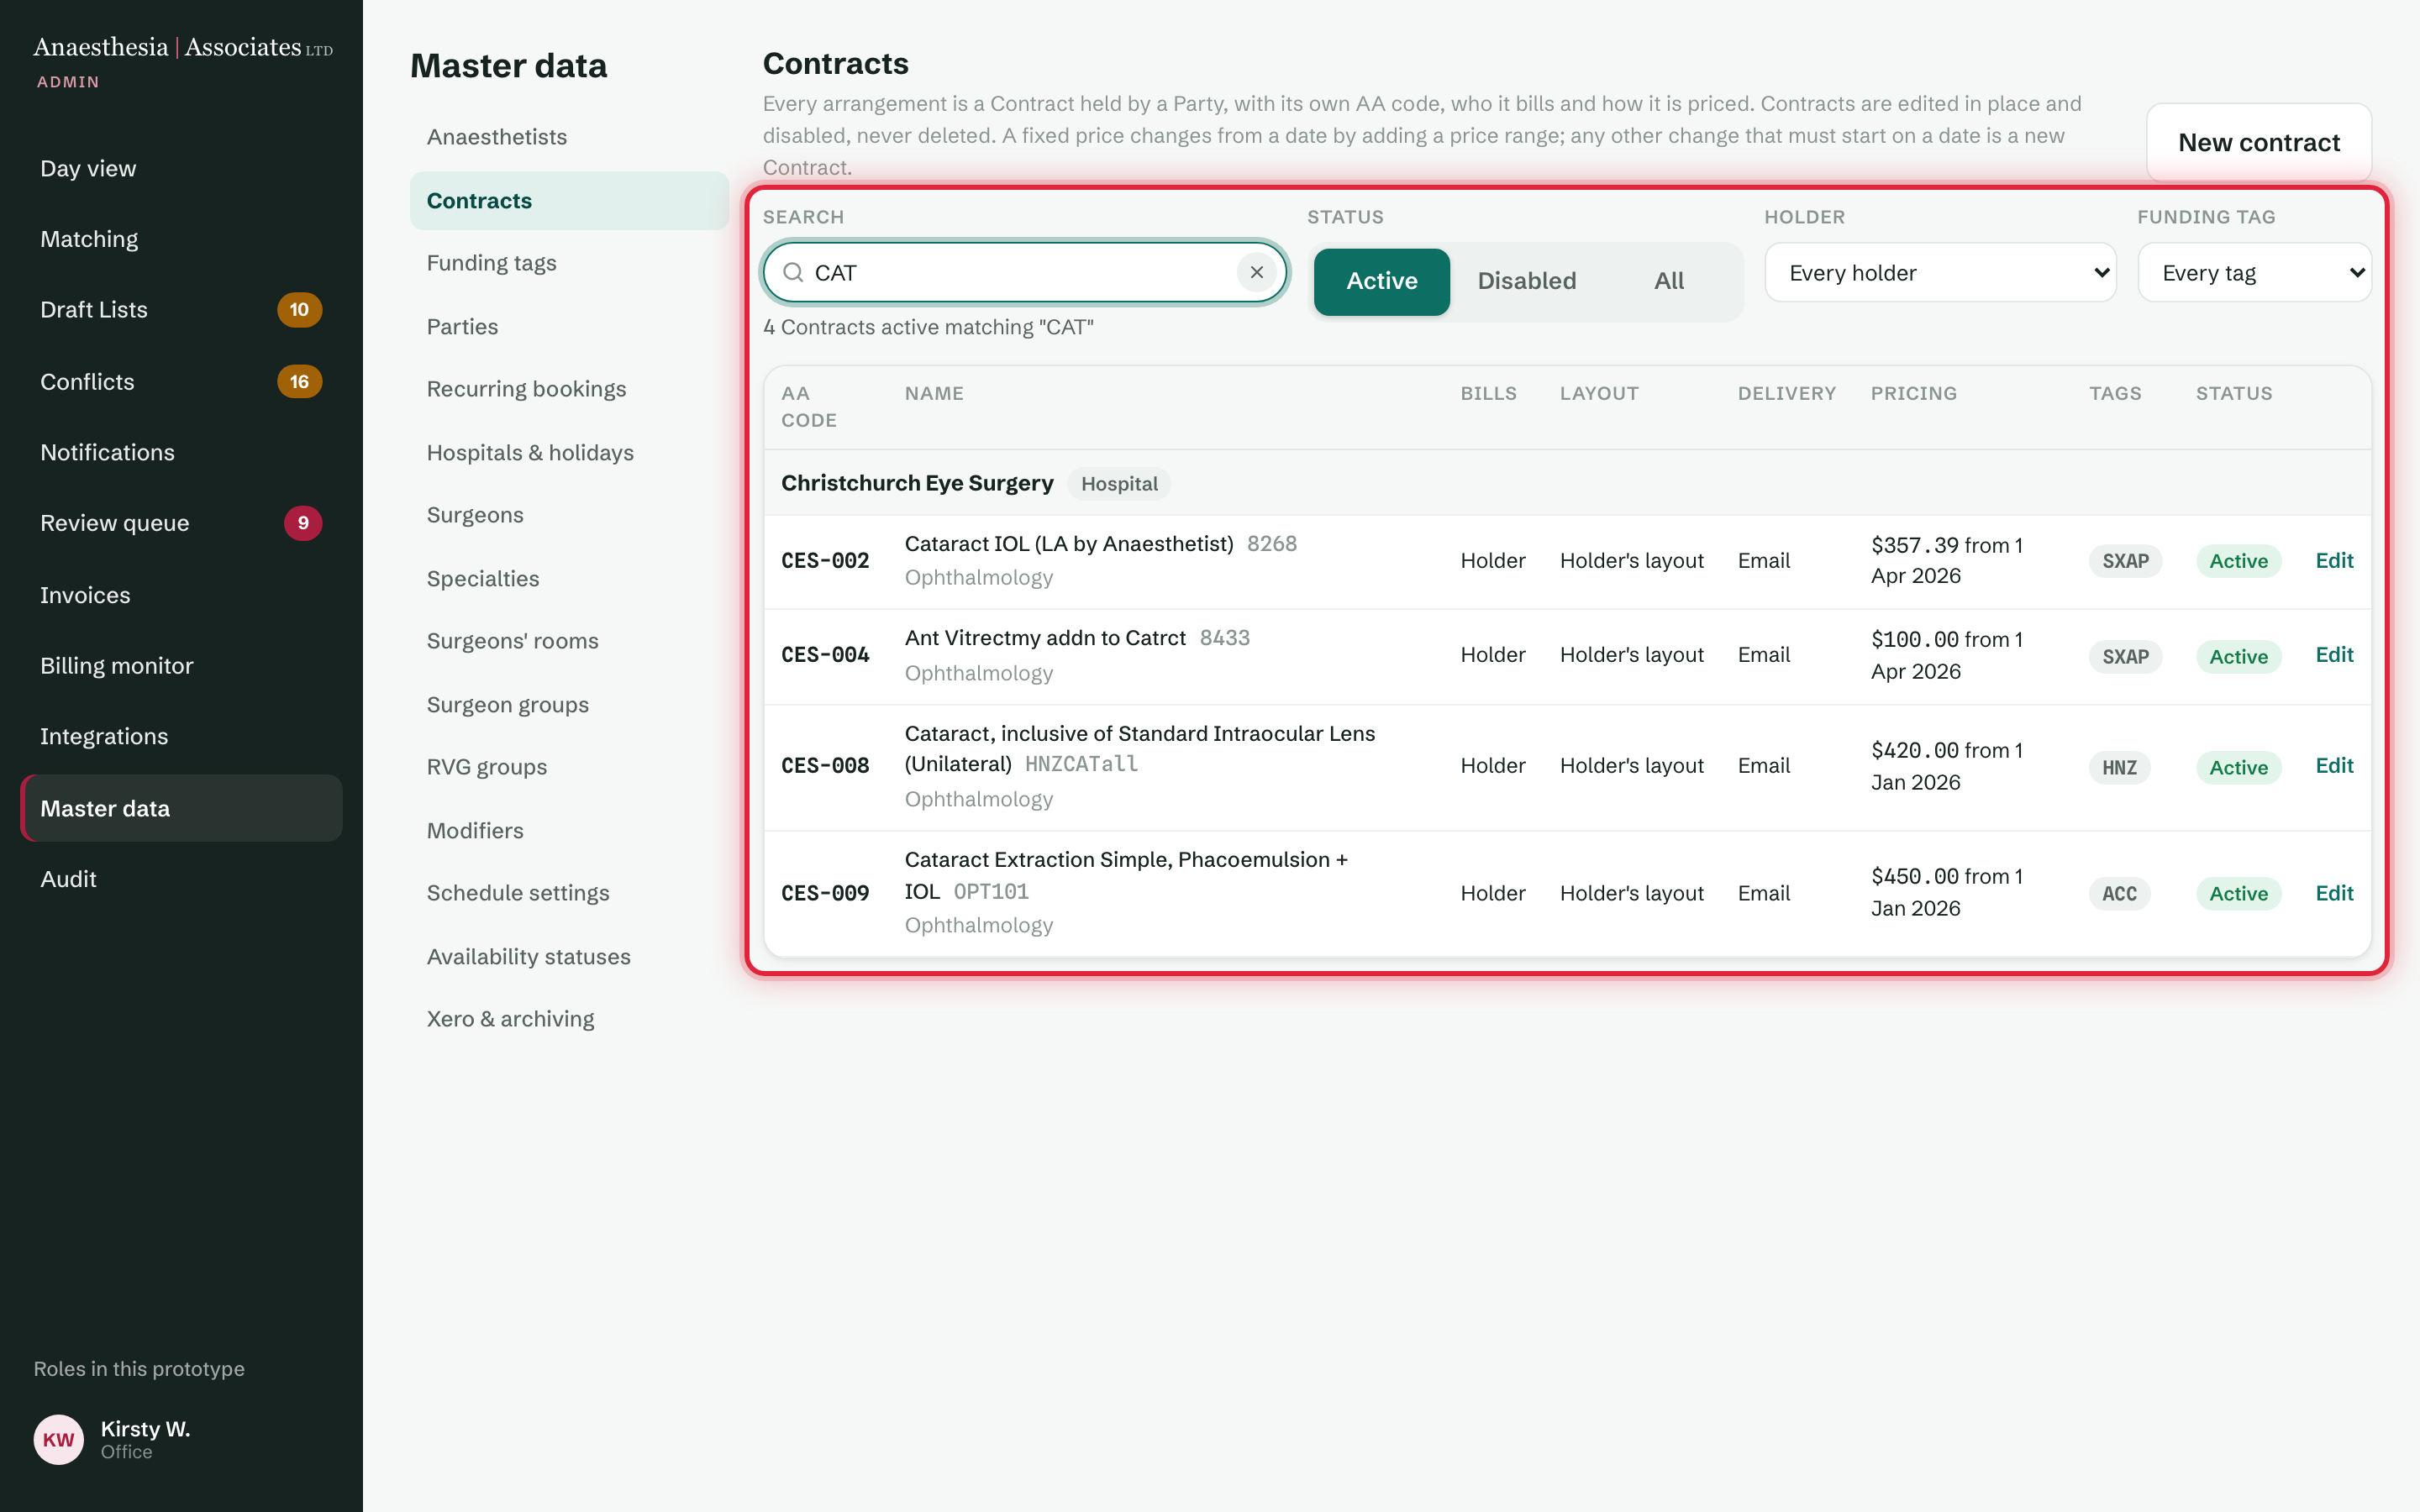 Anaesthesia | Associates LTD
ADMIN
Day view
Matching
Draft Lists 10
Conflicts 16
Notifications
Review queue 9
Invoices
Billing monitor
Integrations
Master data
Audit
Roles in this prototype
KW Kirsty W.
Office
Master data
Anaesthetists
Contracts
Funding tags
Parties
Recurring bookings
Hospitals & holidays
Surgeons
Specialties
Surgeons' rooms
Surgeon groups
RVG groups
Modifiers
Schedule settings
Availability statuses
Xero & archiving
Contracts
Every arrangement is a Contract held by a Party, with its own AA code, who it bills and how it is priced. Contracts are edited in place and
disabled, never deleted. A fixed price changes from a date by adding a price range; any other change that must start on a date is a new
Contract.
New contract
SEARCH STATUS HOLDER FUNDING TAG
CAT Active Disabled All Every holder Every tag
4 Contracts active matching "CAT"
AA CODE NAME BILLS LAYOUT DELIVERY PRICING TAGS STATUS
Christchurch Eye Surgery Hospital
CES-002 Cataract IOL (LA by Anaesthetist) 8268 Holder Holder's layout Email $357.39 from 1 SXAP Active Edit
Ophthalmology Apr 2026
CES-004 Ant Vitrectmy addn to Catrct 8433 Holder Holder's layout Email $100.00 from 1 SXAP Active Edit
Ophthalmology Apr 2026
Cataract, inclusive of Standard Intraocular Lens
CES-008 (Unilateral) HNZCATall Holder Holder's layout Email $420.00 from 1 HNZ Active Edit
Ophthalmology Jan 2026
Cataract Extraction Simple, Phacoemulsion +
CES-009 IOL OPT101 Holder Holder's layout Email $450.00 from 1 ACC Active Edit
Ophthalmology Jan 2026